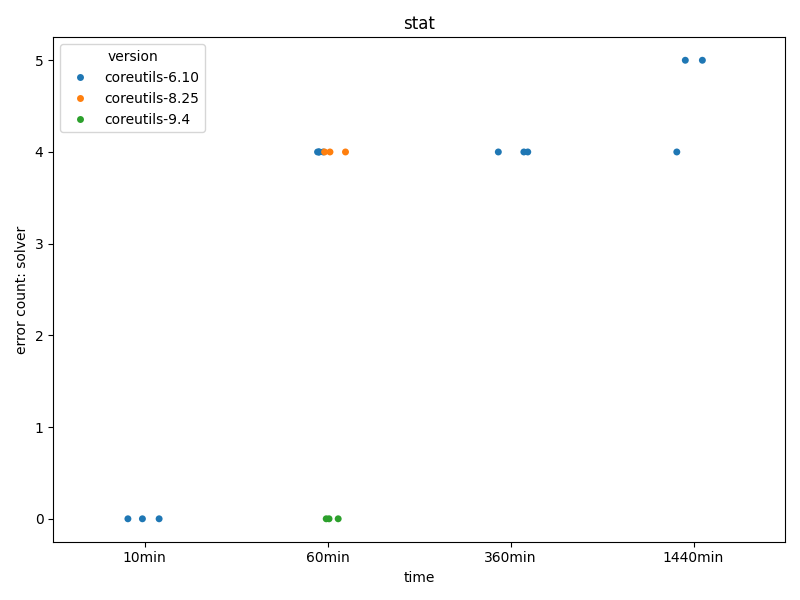 stat
version
coreutils-6.10
coreutils-8.25
coreutils-9.4
error count: solver
5
4
3
2
1
0
10min
60min
360min
1440min
time